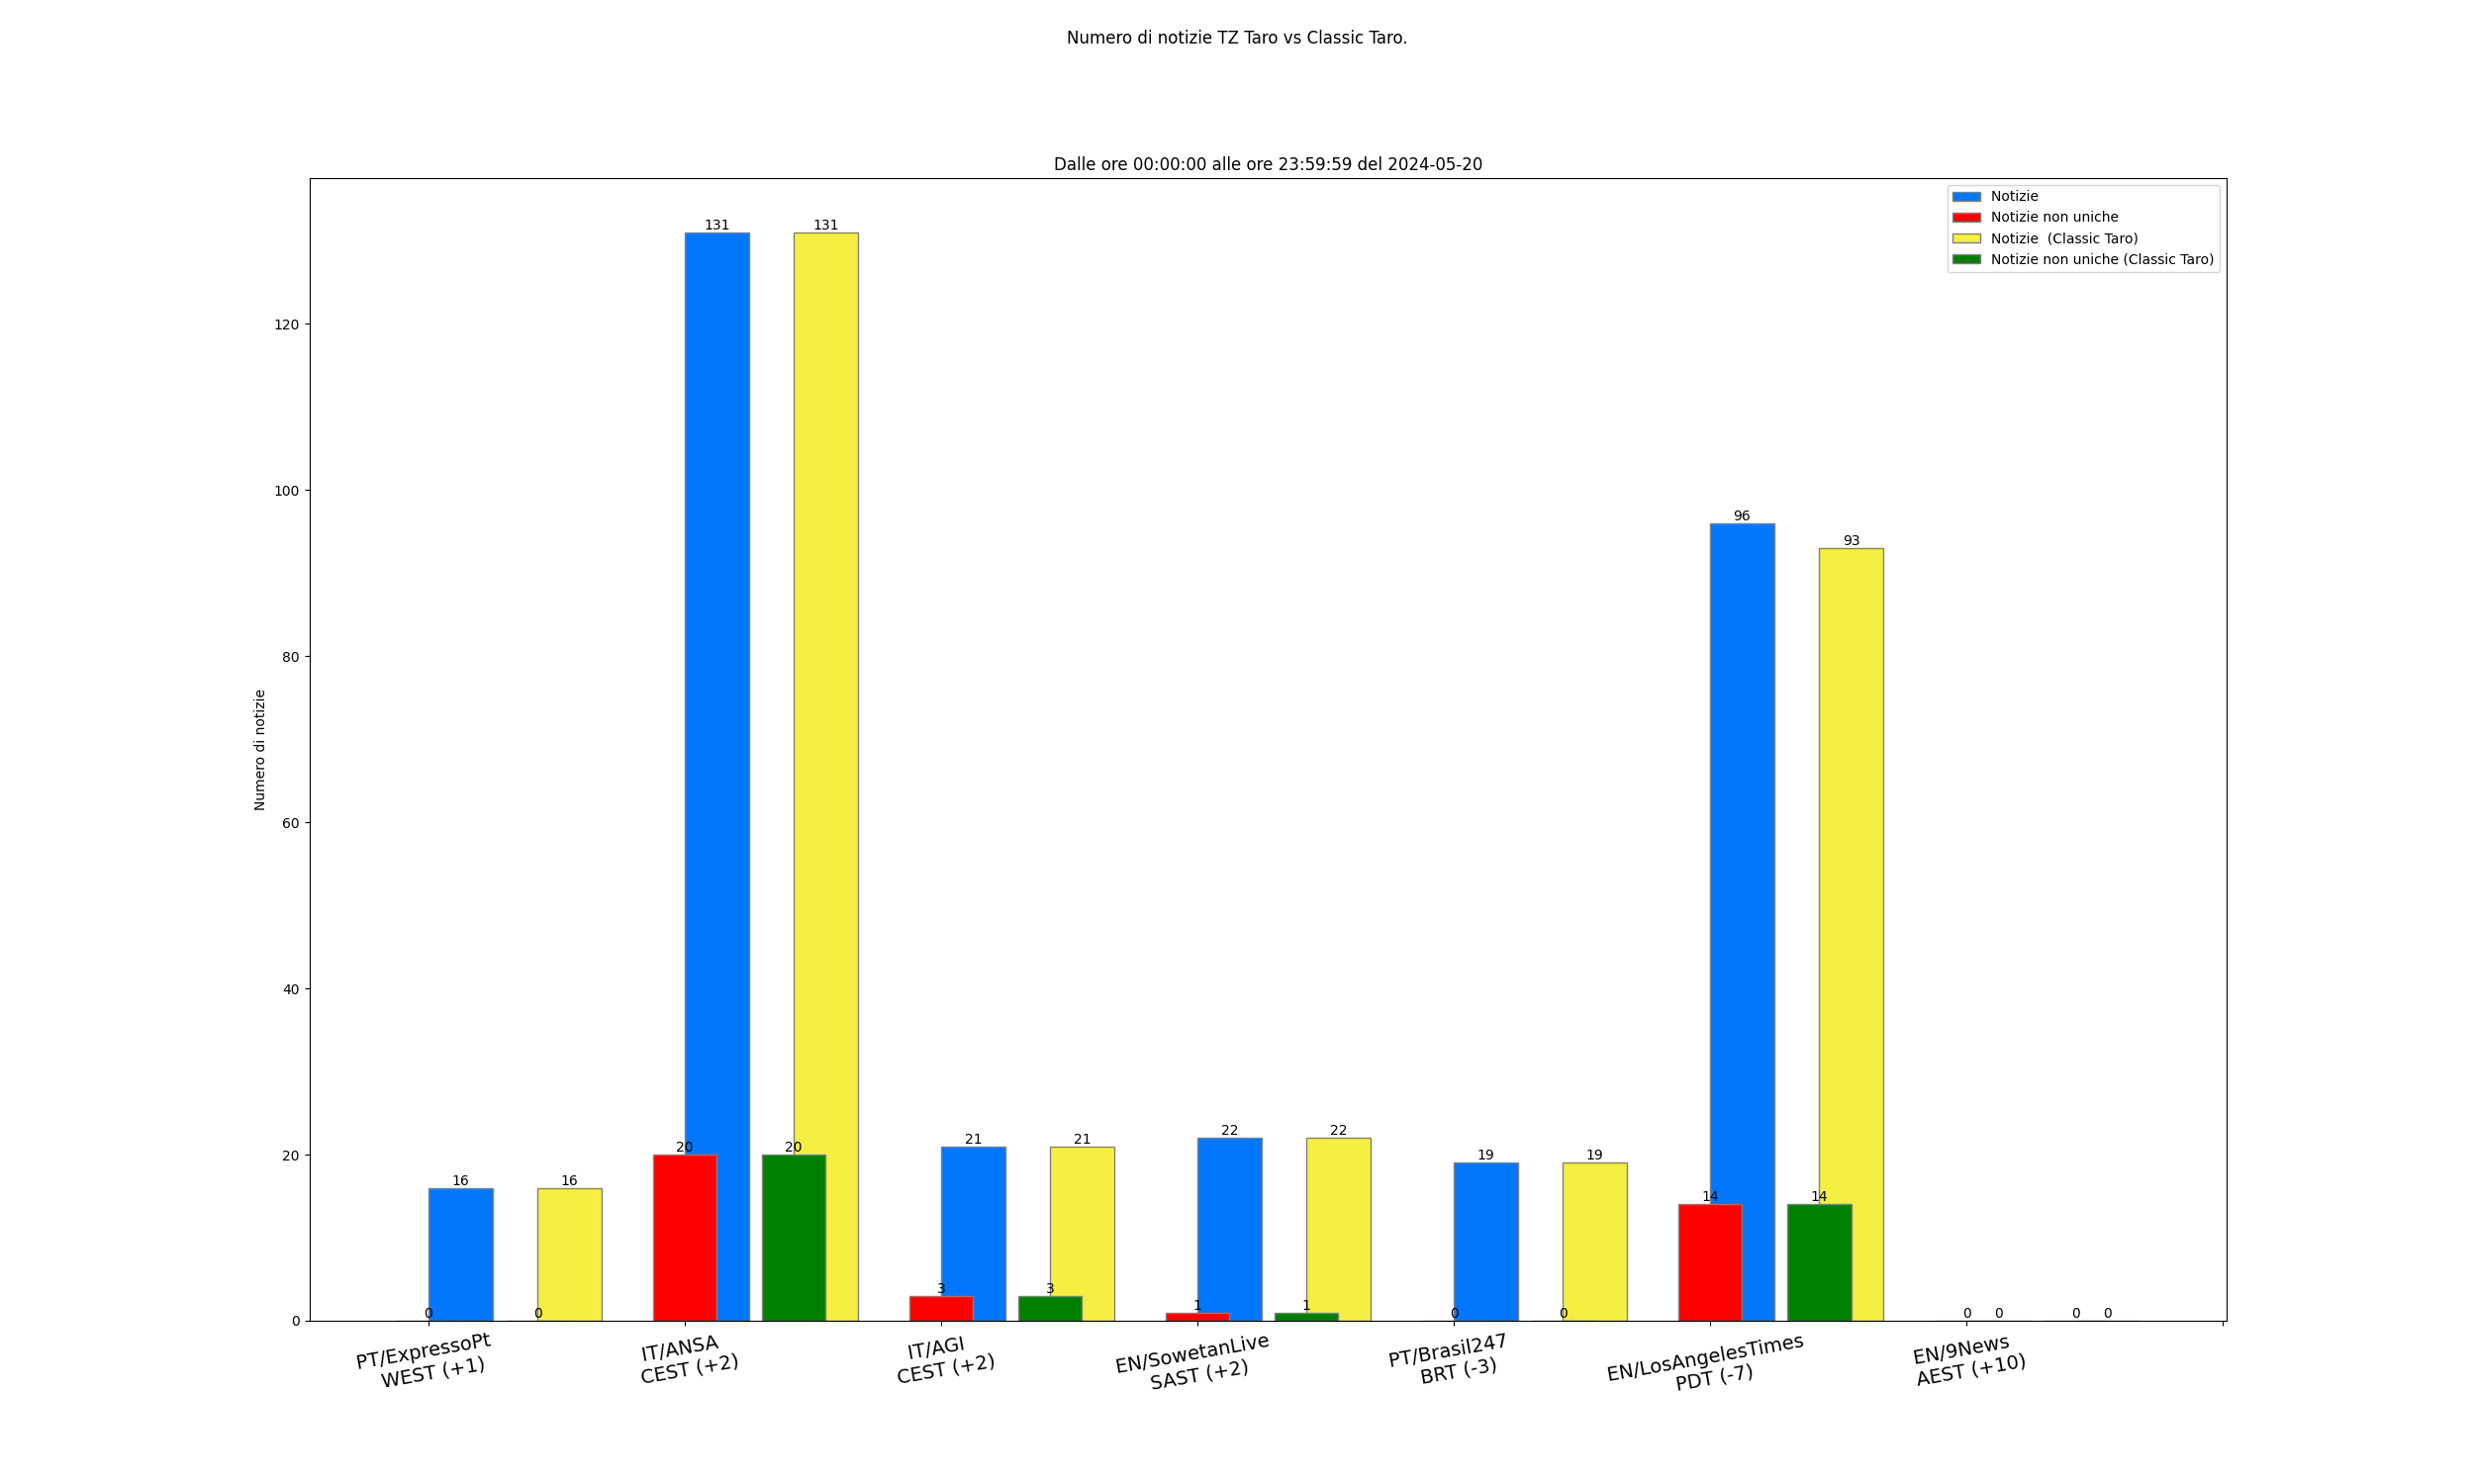 Numero di notizie TZ Taro vs Classic Taro.
Dalle ore 00:00:00 alle ore 23:59:59 del 2024-05-20
Notizie
Notizie non uniche
Notizie  (Classic Taro)
Notizie non uniche (Classic Taro)
Numero di notizie
120
100
80
60
40
20
0
0
16
0
16
20
131
20
131
3
21
3
21
1
22
1
22
0
19
0
19
14
96
14
93
0
0
0
0
PT/ExpressoPt
WEST (+1)
IT/ANSA
CEST (+2)
IT/AGI
CEST (+2)
EN/SowetanLive
SAST (+2)
PT/Brasil247
BRT (-3)
EN/LosAngelesTimes
PDT (-7)
EN/9News
AEST (+10)